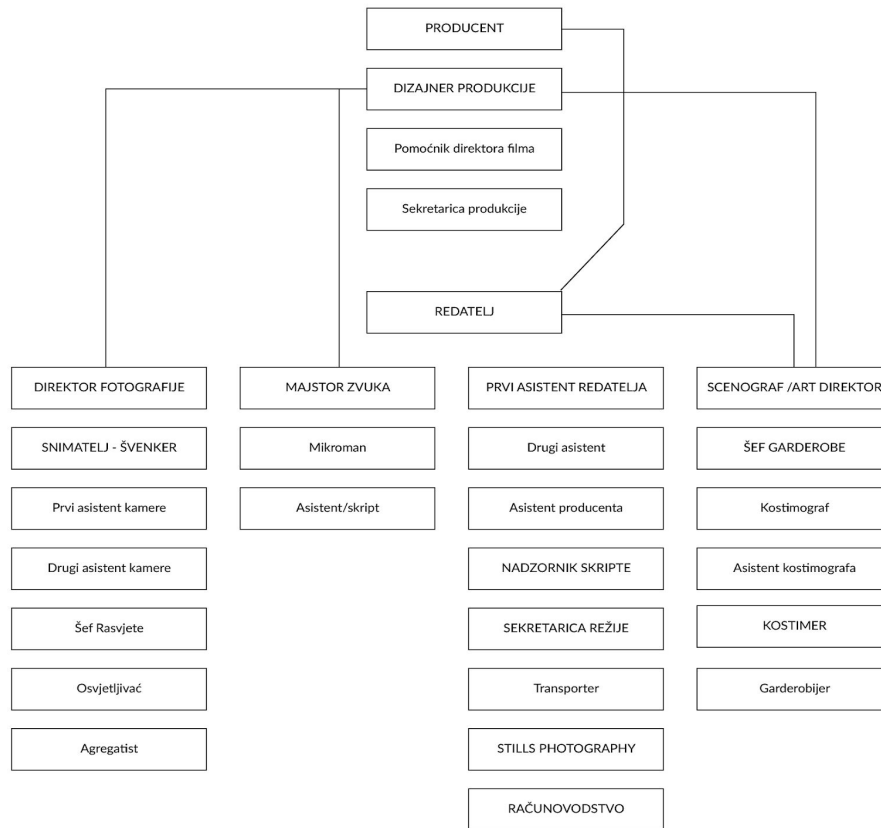 PRODUCENT
DIZAJNER PRODUKCIJE
Pomoćnik direktora filma
Sekretarica produkcije
REDATELJ
DIREKTOR FOTOGRAFIJE
SNIMATELJ - ŠVENKER
Prvi asistent kamere
Drugi asistent kamere
Šef Rasvjete
Osvjetljivać
Agregatist
MAJSTOR ZVUKA
Mikroman
Asistent/skript
PRVI ASISTENT REDATELJA
Drugi asistent
Asistent producenta
NADZORNIK SKRIPTE
SEKRETARICA REŽIJE
Transporter
STILLS PHOTOGRAPHY
RAČUNOVODSTVO
SCENOGRAF /ART DIREKTOR
ŠEF GARDEROBE
Kostimograf
Asistent kostimografa
KOSTIMER
Garderobijer